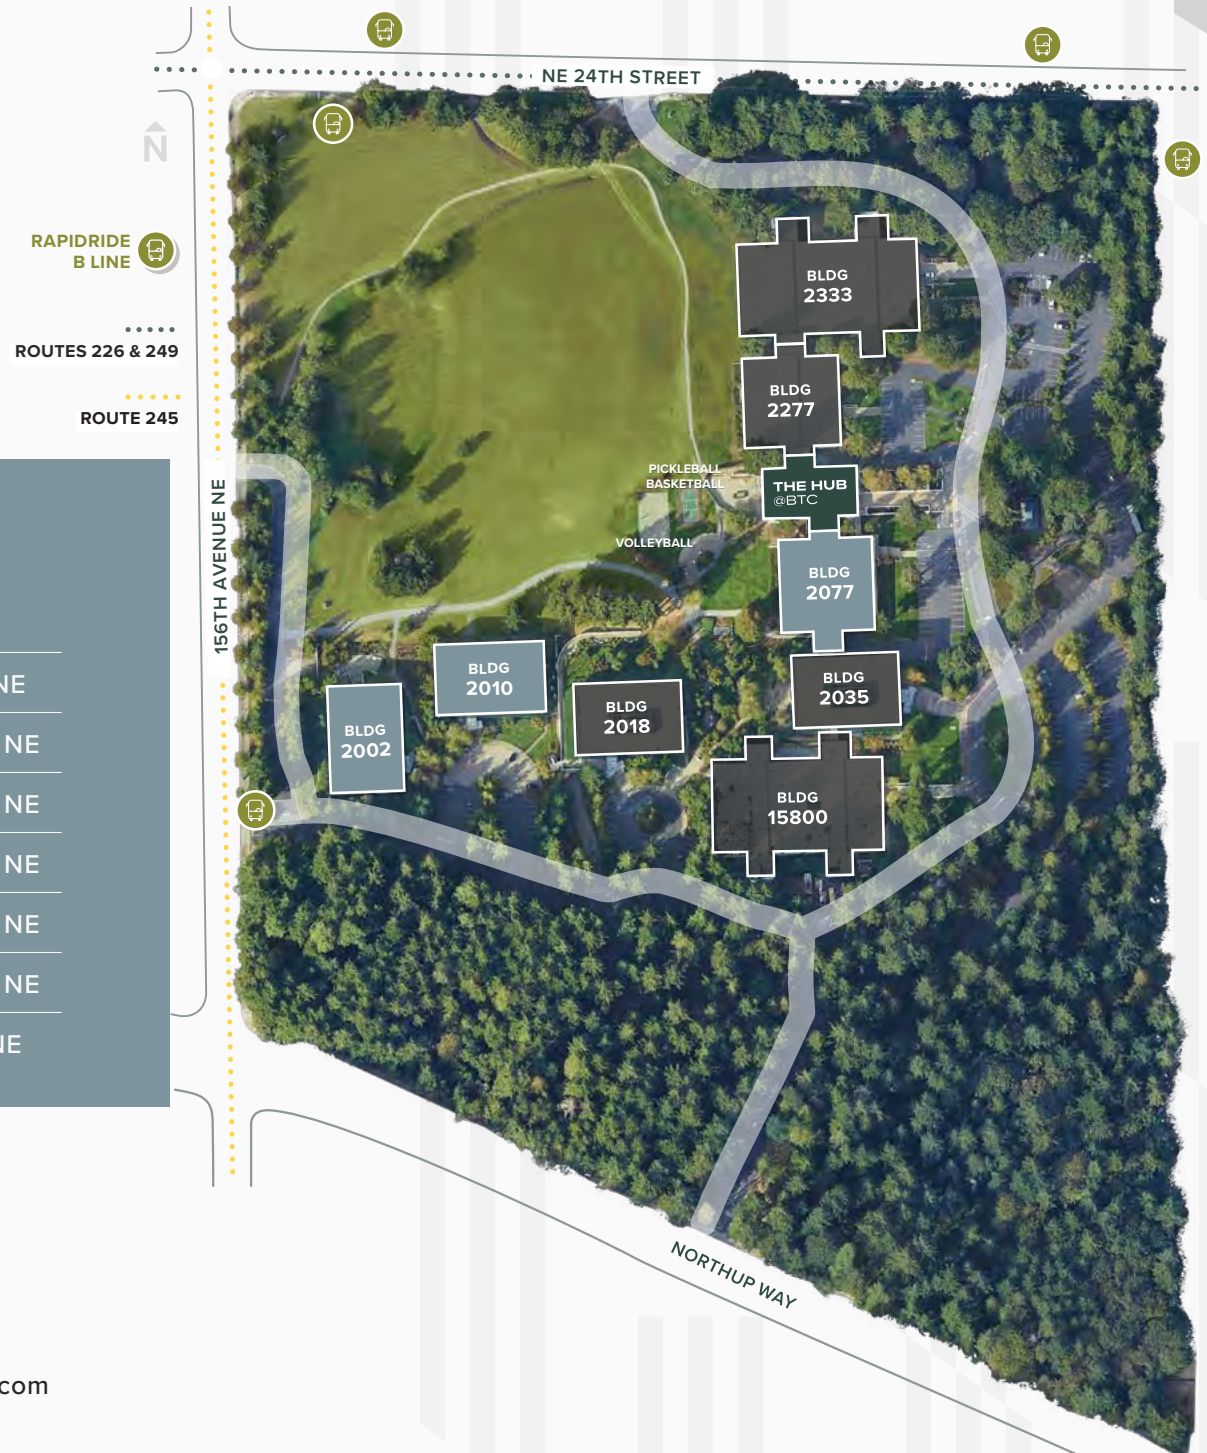 NE 24TH STREET
N
RAPIDRIDE
B LINE
ROUTES 226 & 249
ROUTE 245
156TH AVENUE NE
BLDG
2333
BLDG
2277
PICKLEBALL
BASKETBALL
THE HUB
@BTC
VOLLEYBALL
BLDG
2077
BLDG
2010
BLDG
2035
BLDG
2018
BLDG
2002
BLDG
15800
NE
NE
NE
NE
NE
NE
NE
NORTHUP WAY
com